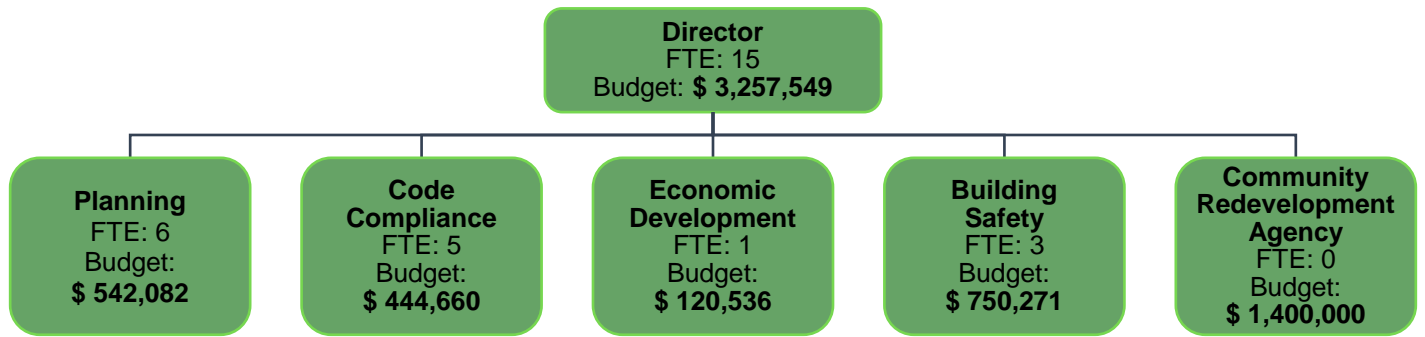 Director
FTE: 15
Budget: $ 3,257,549
Planning
FTE: 6
Budget:
$ 542,082
Code
Compliance
FTE: 5
Budget:
$ 444,660
Economic
Development
FTE: 1
Budget:
$ 120,536
Building
Safety
FTE: 3
Budget:
$ 750,271
Community
Redevelopment
Agency
FTE: 0
Budget:
$ 1,400,000